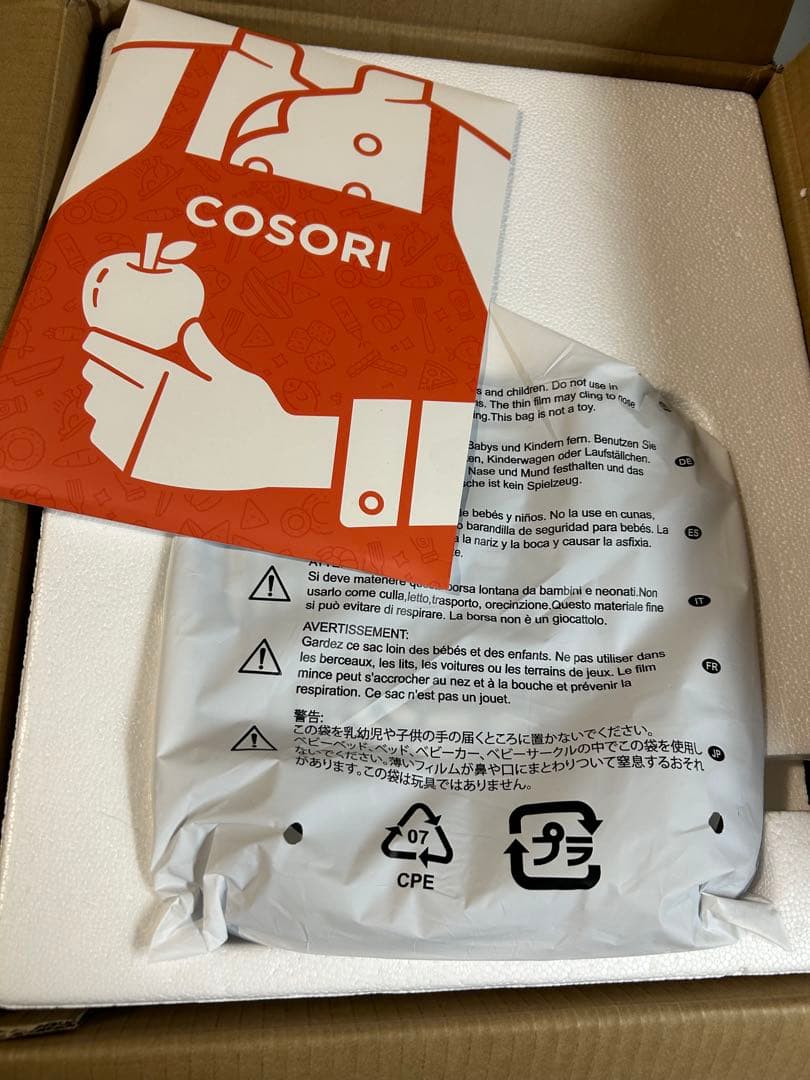 COSORI
s and children. Do not use in
s. The thin film may cling to nose
ing.This bag is not a toy.
Babys und Kindern fern. Benutzen Sie
en, Kinderwagen oder Laufställchen.
Nase und Mund festhalten und das
che ist kein Spielzeug.
DE
e bebés y niños. No la use en cunas,
o barandilla de seguridad para bebés. La
a la nariz y la boca y causar la asfixia.
te.
ES
Si deve matenere borsa lontana da bambini e neonati.Non
usarlo come culla,letto,trasporto, orecinzione.Questo materiale fine
si può evitare di respirare. La borsa non è un giocattolo.
IT
AVERTISSEMENT:
Gardez ce sac loin des bébés et des enfants. Ne pas utiliser dans
les berceaux, les lits, les voitures ou les terrains de jeux. Le film
mince peut s'accrocher au nez et à la bouche et prévenir la
respiration. Ce sac n'est pas un jouet.
FR
警告:
この袋を乳幼児や子供の手の届くところに置かないでください。
ベビーベッド、ベッド、ベビーカー、ベビーサークルの中でこの袋を使用し
ないでください。薄いフィルムが鼻や口にまとわりついて窒息するおそれ
があります。この袋は玩具ではありません。
JP
07
CPE
プラ